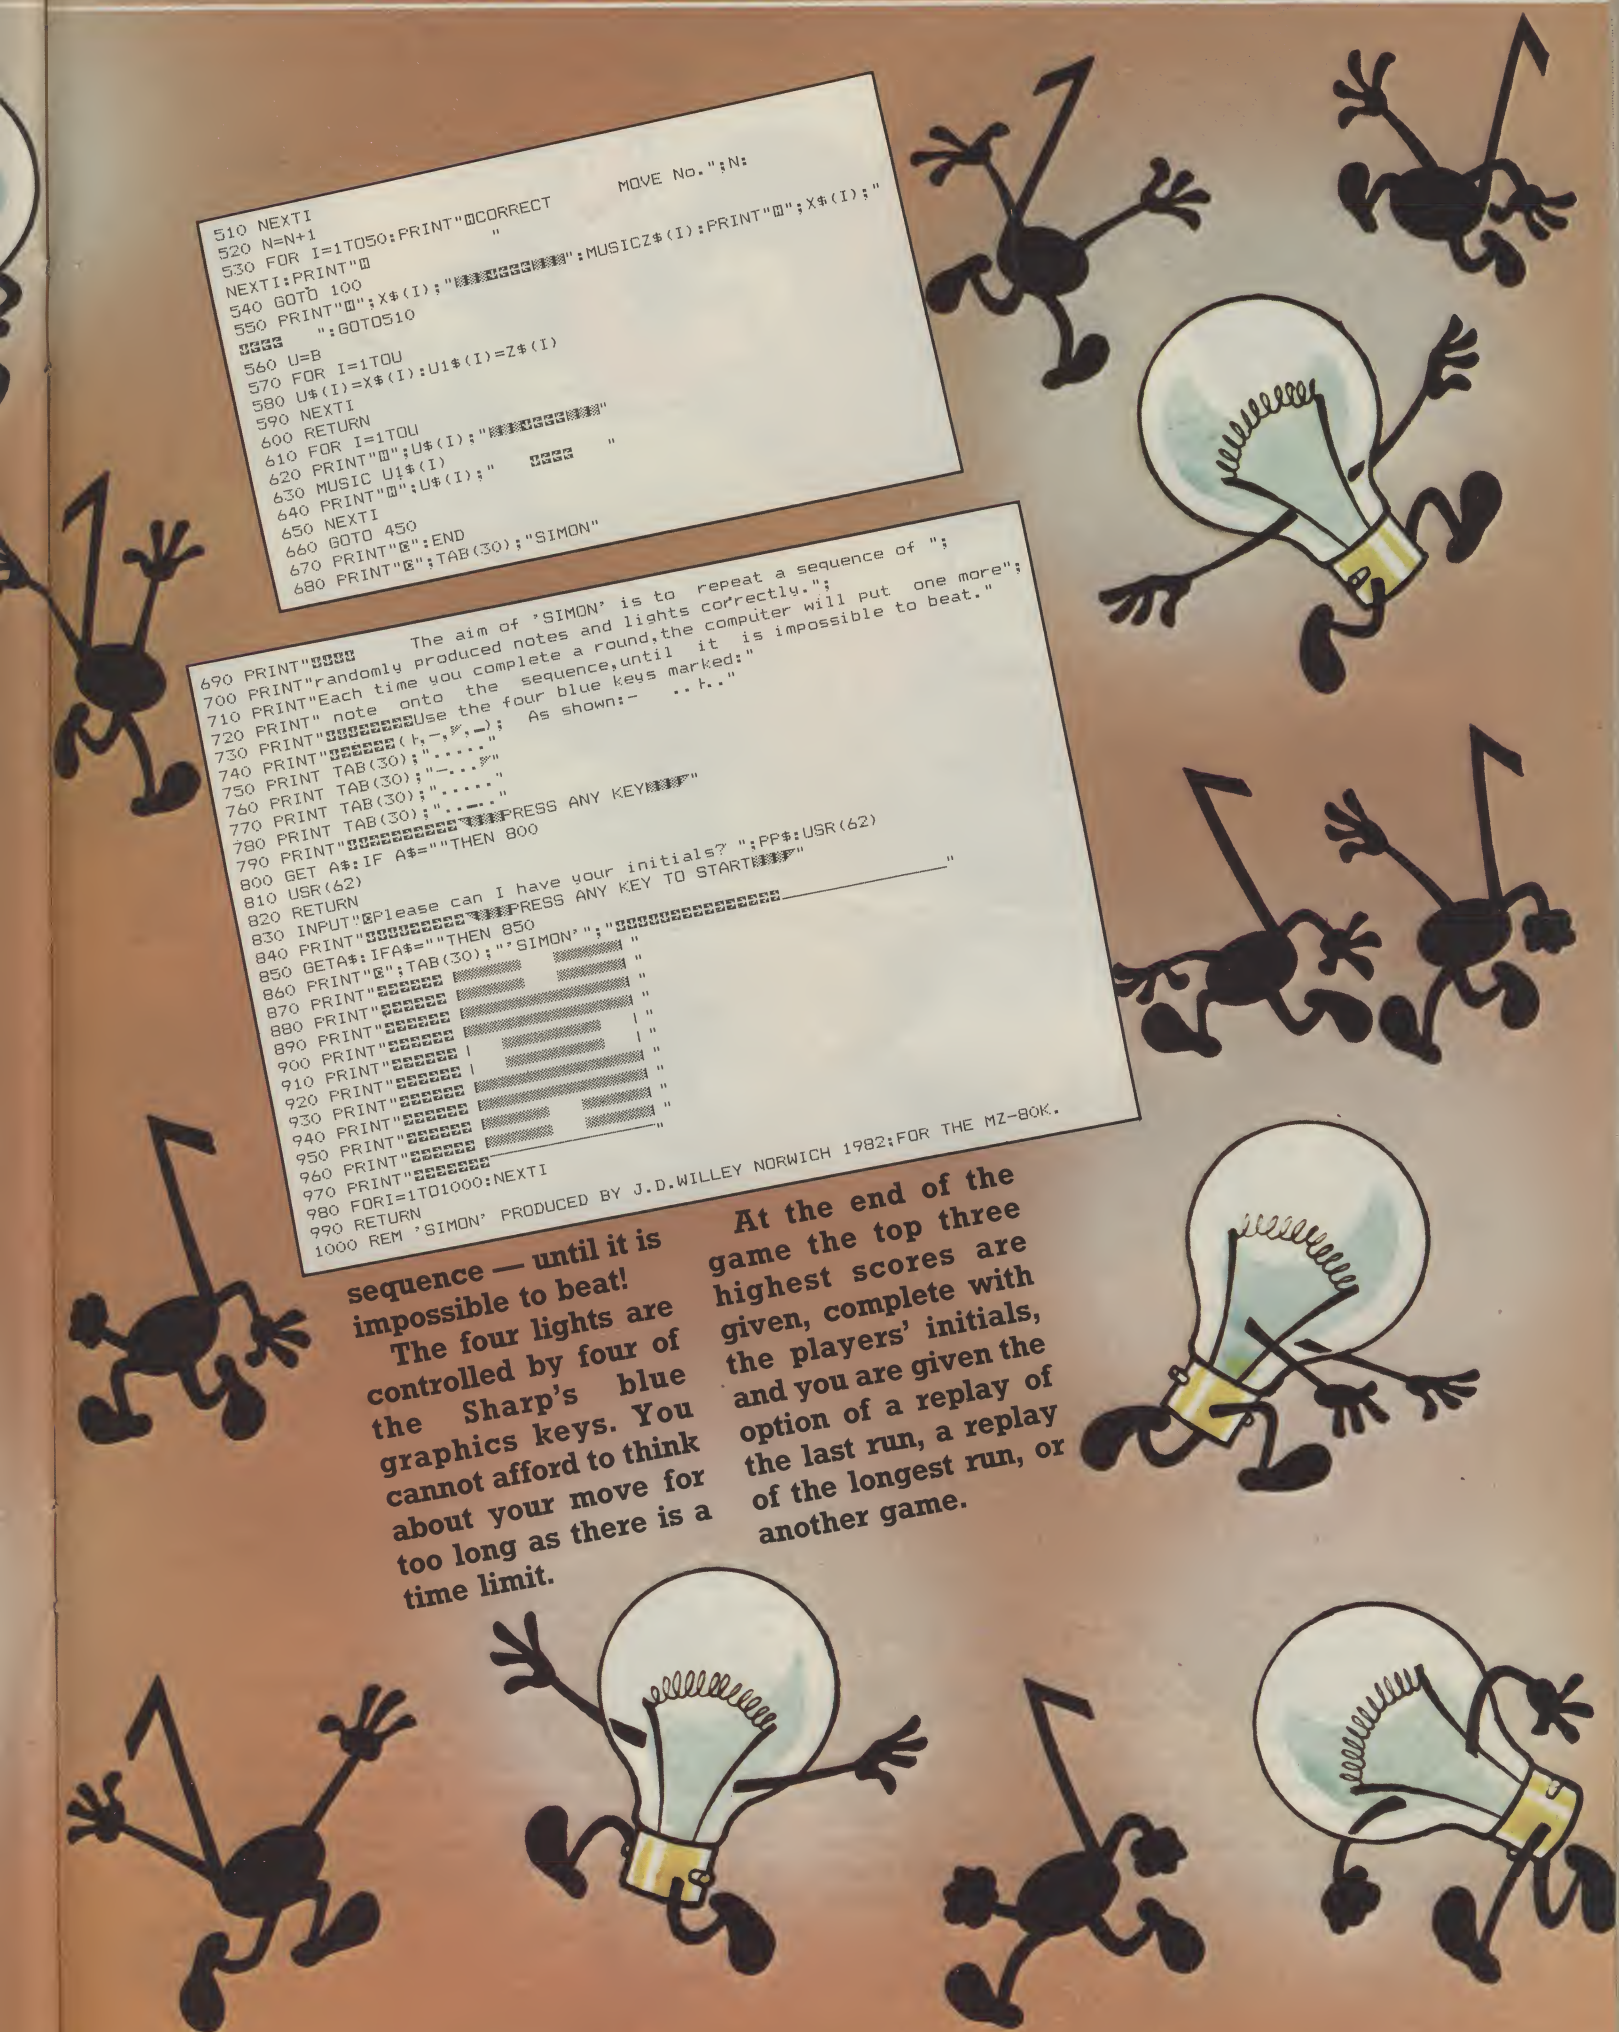 510 NEXTI
520 N=N+1
530 FOR I=1TO50:PRINT"CORRECT MOVE No.";N:
NEXTI:PRINT" "
540 GOTO 100
550 PRINT"";X$(I);"":MUSICZ$(I):PRINT"";X$(I);"
":GOTO510
560 U=B
570 FOR I=1TOU
580 U$(I)=X$(I):U1$(I)=Z$(I)
590 NEXTI
600 RETURN
610 FOR I=1TOU
620 PRINT"";U$(I);""
630 MUSIC U1$(I)
640 PRINT"";U$(I);" "
650 NEXTI
660 GOTO 450
670 PRINT"":END
680 PRINT"";TAB(30);"SIMON"
690 PRINT" The aim of 'SIMON' is to repeat a sequence of ";
700 PRINT"randomly produced notes and lights correctly.";
710 PRINT"Each time you complete a round,the computer will put one more";
720 PRINT" note onto the sequence,until it is impossible to beat."
730 PRINT"Use the four blue keys marked:"
740 PRINT"( , , , ); As shown:- .. .."
750 PRINT TAB(30);"....."
760 PRINT TAB(30);" ... "
770 PRINT TAB(30);"....."
780 PRINT TAB(30);".. .."
790 PRINT"PRESS ANY KEY"
800 GET A$:IF A$=""THEN 800
810 USR(62)
820 RETURN
830 INPUT"Please can I have your initials? ";PP$:USR(62)
840 PRINT"PRESS ANY KEY TO START"
850 GETA$:IFA$=""THEN 850
860 PRINT"";TAB(30);"'SIMON'";" "
870 PRINT" "
880 PRINT" "
890 PRINT" "
900 PRINT" "
910 PRINT" "
920 PRINT" "
930 PRINT" "
940 PRINT" "
950 PRINT" "
960 PRINT" "
970 PRINT" "
980 FORI=1TO1000:NEXTI
990 RETURN
1000 REM 'SIMON' PRODUCED BY J.D.WILLEY NORWICH 1982;FOR THE MZ-80K.
sequence — until it is
impossible to beat!
The four lights are
controlled by four of
the Sharp's blue
graphics keys. You
cannot afford to think
about your move for
too long as there is a
time limit.
At the end of the
game the top three
highest scores are
given, complete with
the players' initials,
and you are given the
option of a replay of
the last run, a replay
of the longest run, or
another game.